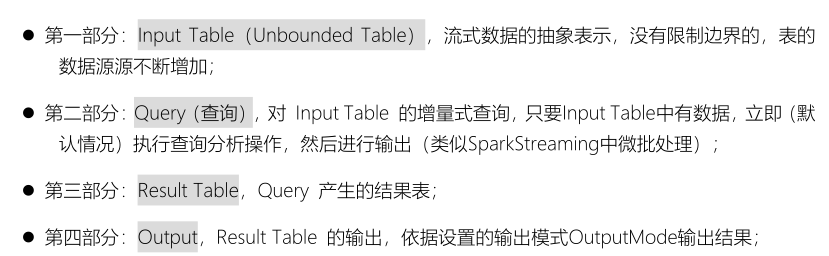 ● 第一部分：Input Table（Unbounded Table），流式数据的抽象表示，没有限制边界的，表的
数据源源不断增加；
● 第二部分：Query（查询），对 Input Table 的增量式查询，只要Input Table中有数据，立即（默
认情况）执行查询分析操作，然后进行输出（类似SparkStreaming中微批处理）；
● 第三部分：Result Table，Query 产生的结果表；
● 第四部分：Output，Result Table 的输出，依据设置的输出模式OutputMode输出结果；